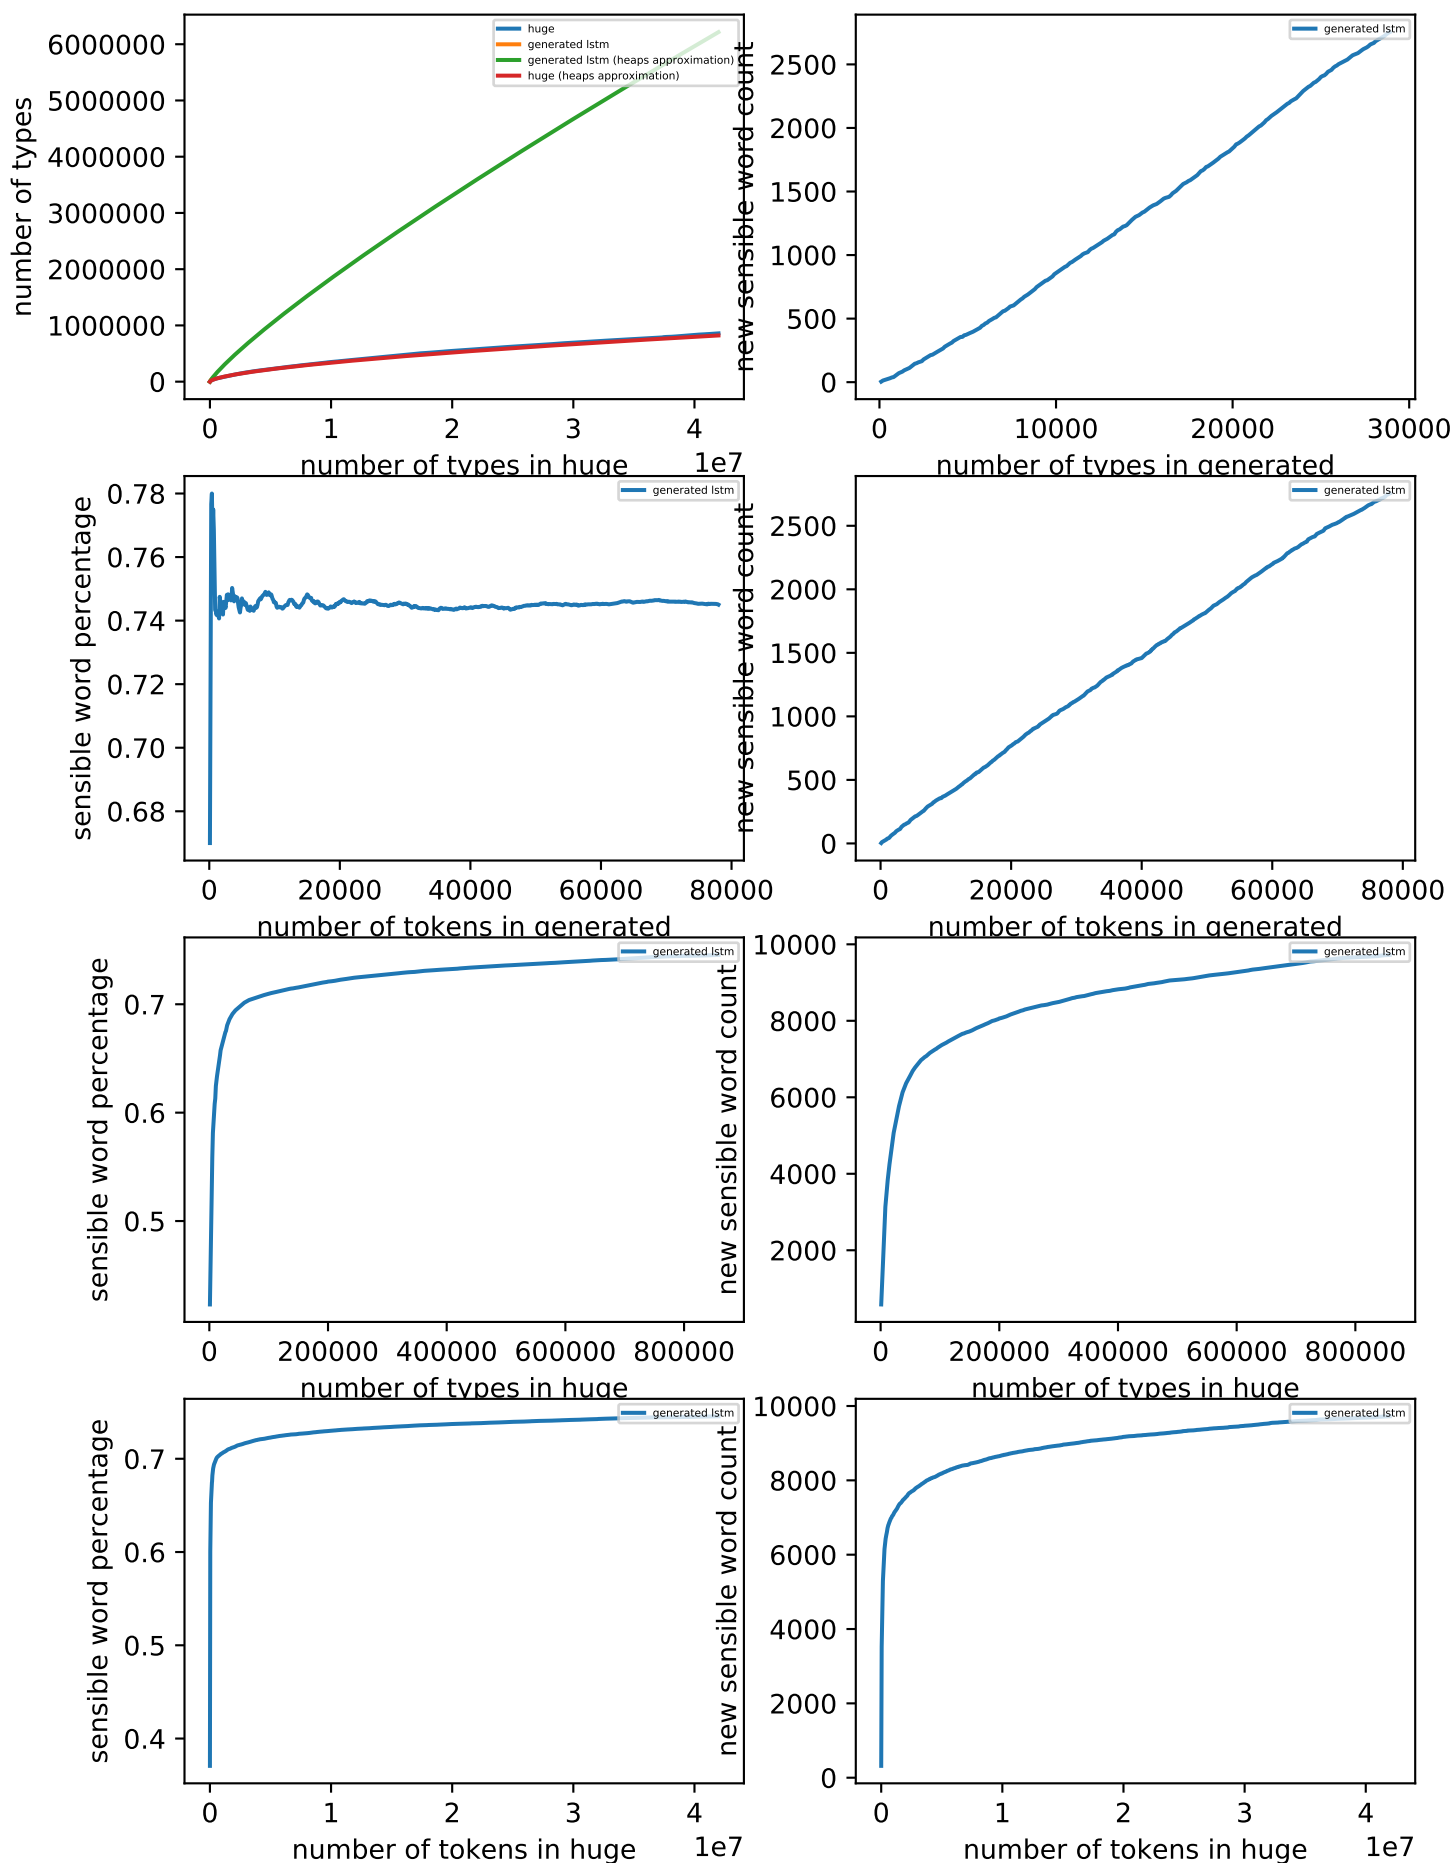 huge
generated lstm
generated lstm (heaps approximation)
huge (heaps approximation)
number of types
6000000
5000000
4000000
3000000
2000000
1000000
0
0 1 2 3 4
1e7
number of types in huge
generated lstm
new sensible word count
2500
2000
1500
1000
500
0
0 10000 20000 30000
number of types in generated
generated lstm
sensible word percentage
0.78
0.76
0.74
0.72
0.70
0.68
0 20000 40000 60000 80000
number of tokens in generated
generated lstm
new sensible word count
2500
2000
1500
1000
500
0
0 20000 40000 60000 80000
number of tokens in generated
generated lstm
sensible word percentage
0.7
0.6
0.5
0 200000 400000 600000 800000
number of types in huge
generated lstm
new sensible word count
10000
8000
6000
4000
2000
0 200000 400000 600000 800000
number of types in huge
generated lstm
sensible word percentage
0.7
0.6
0.5
0.4
0 1 2 3 4
1e7
number of tokens in huge
generated lstm
new sensible word count
10000
8000
6000
4000
2000
0
0 1 2 3 4
1e7
number of tokens in huge